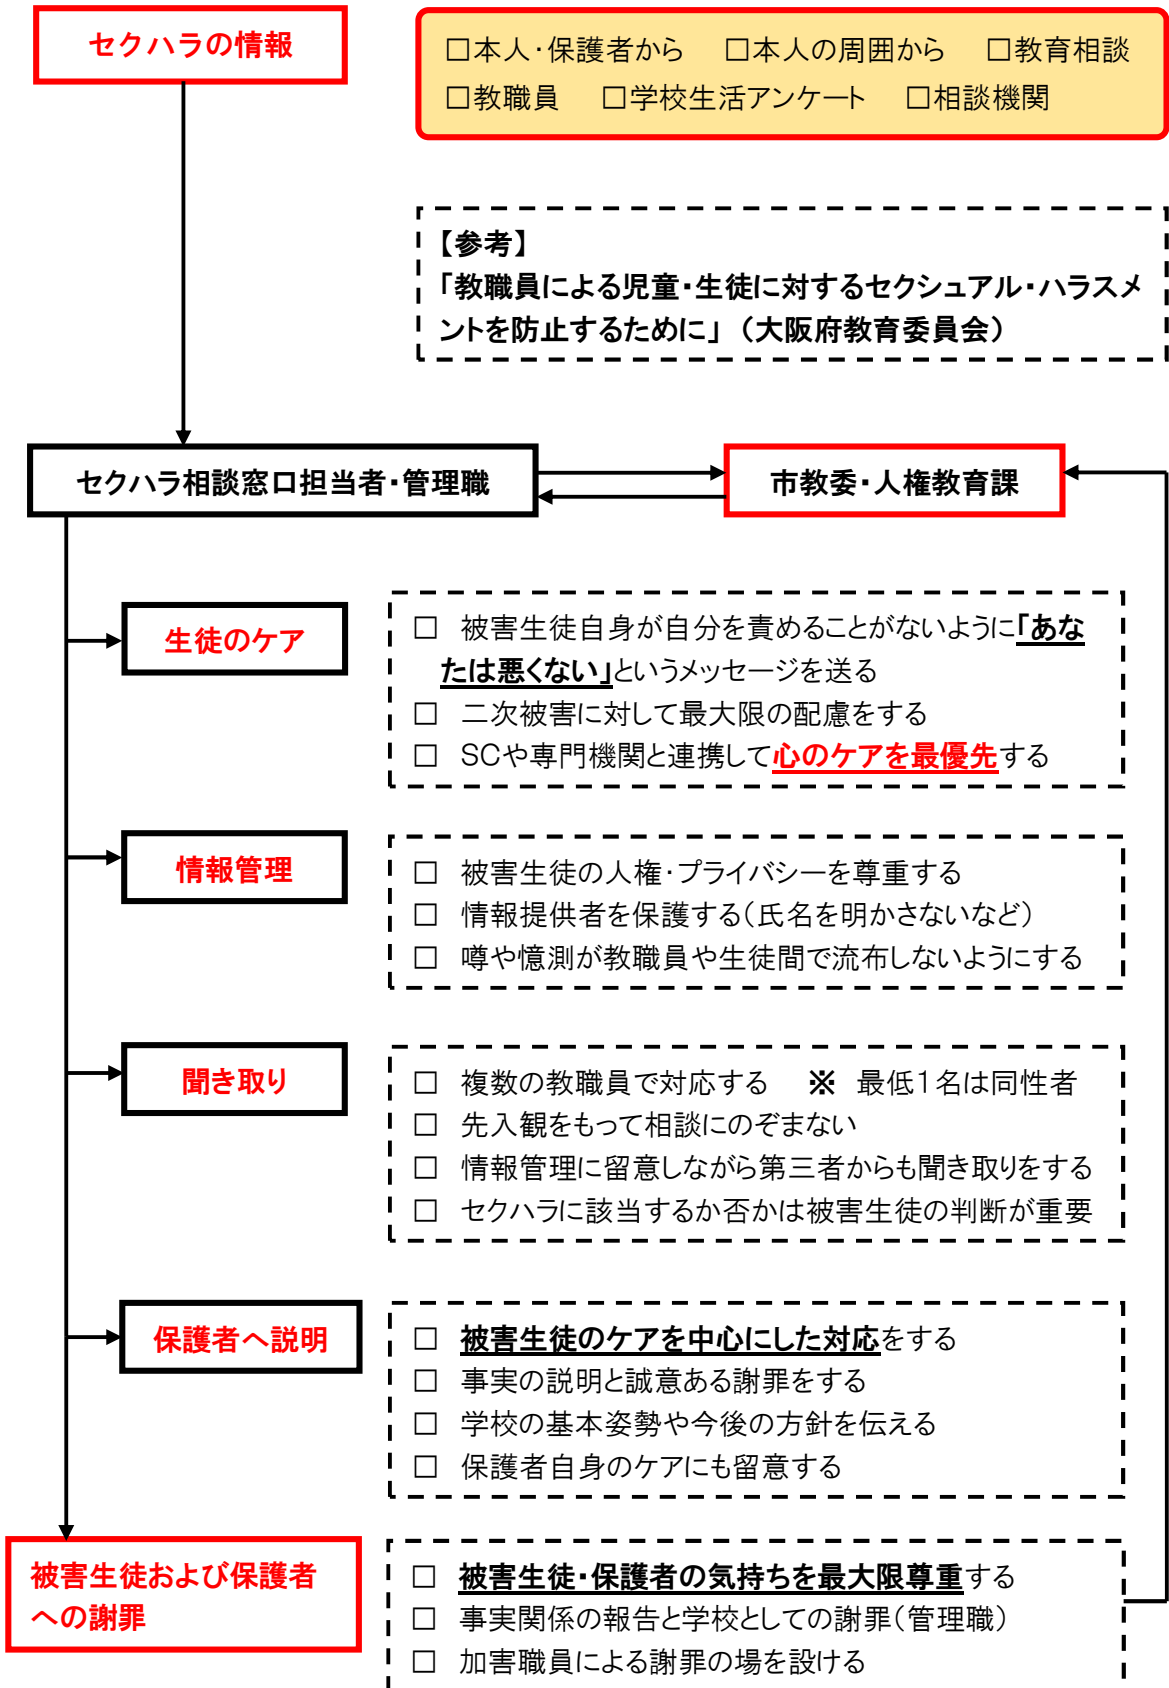 セクハラの情報
□本人・保護者から　□本人の周囲から　□教育相談
□教職員　□学校生活アンケート　□相談機関
【参考】
「教職員による児童・生徒に対するセクシュアル・ハラスメ
ントを防止するために」（大阪府教育委員会）
セクハラ相談窓口担当者・管理職
市教委・人権教育課
生徒のケア
□　被害生徒自身が自分を責めることがないように「あな
たは悪くない」というメッセージを送る
□　二次被害に対して最大限の配慮をする
□　SCや専門機関と連携して心のケアを最優先する
情報管理
□　被害生徒の人権・プライバシーを尊重する
□　情報提供者を保護する（氏名を明かさないなど）
□　噂や憶測が教職員や生徒間で流布しないようにする
聞き取り
□　複数の教職員で対応する　※　最低１名は同性者
□　先入観をもって相談にのぞまない
□　情報管理に留意しながら第三者からも聞き取りをする
□　セクハラに該当するか否かは被害生徒の判断が重要
保護者へ説明
□　被害生徒のケアを中心にした対応をする
□　事実の説明と誠意ある謝罪をする
□　学校の基本姿勢や今後の方針を伝える
□　保護者自身のケアにも留意する
被害生徒および保護者
への謝罪
□　被害生徒・保護者の気持ちを最大限尊重する
□　事実関係の報告と学校としての謝罪（管理職）
□　加害職員による謝罪の場を設ける